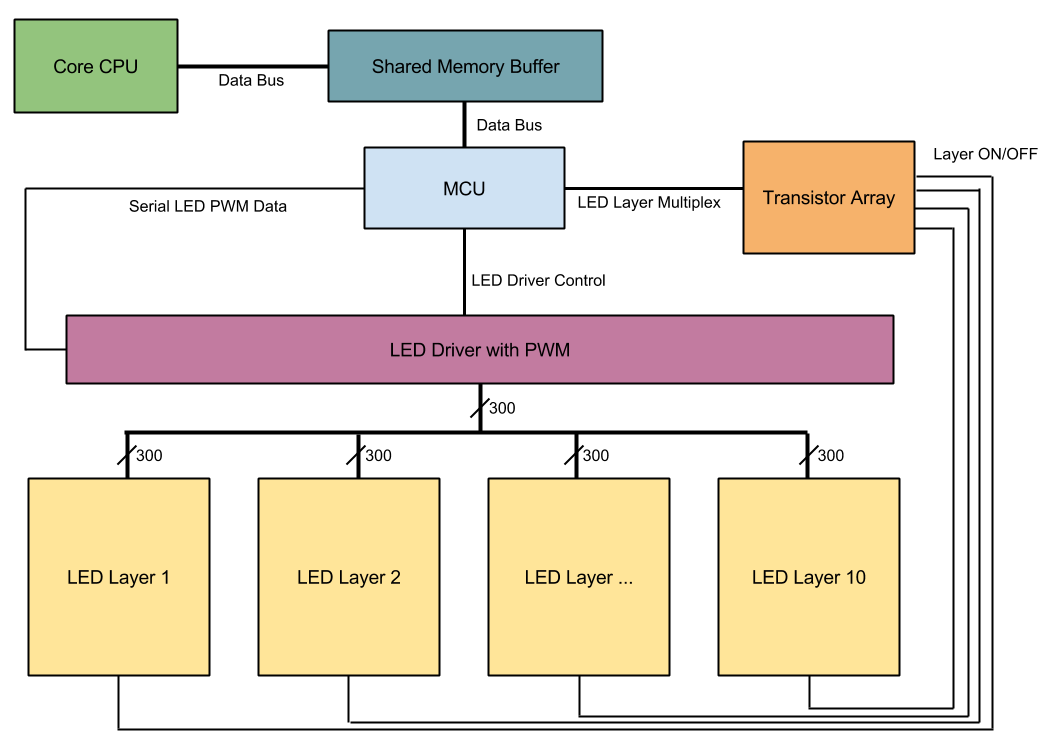 Core CPU
Data Bus
Shared Memory Buffer
Data Bus
MCU
Serial LED PWM Data
LED Layer Multiplex
Transistor Array
Layer ON/OFF
LED Driver Control
LED Driver with PWM
300
300
300
300
300
LED Layer 1
LED Layer 2
LED Layer ...
LED Layer 10